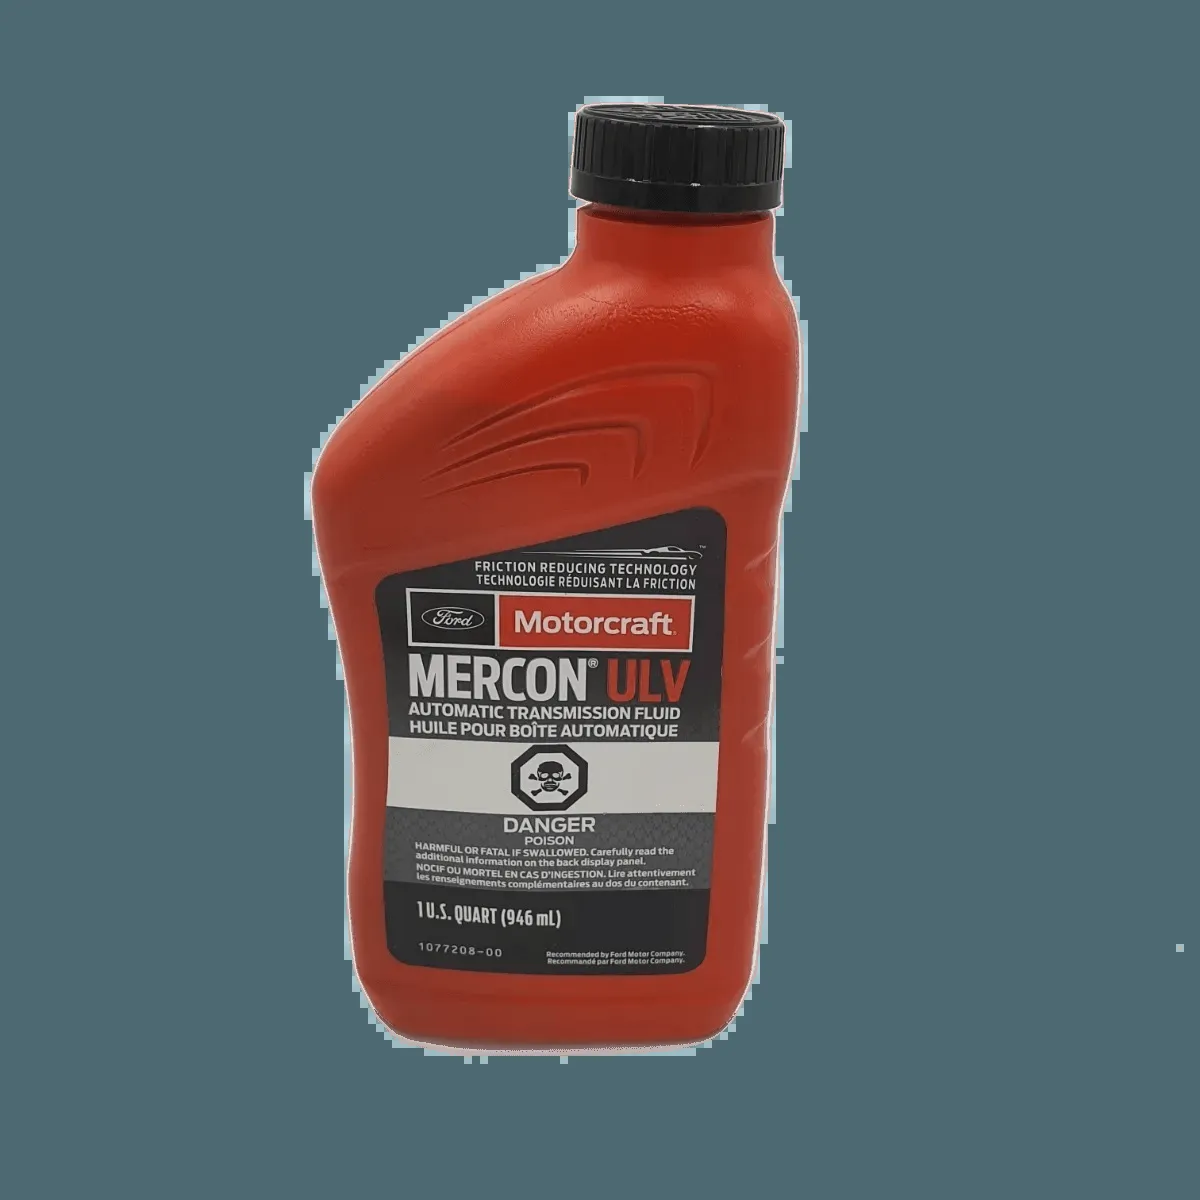 ™
FRICTION REDUCING TECHNOLOGY
TECHNOLOGIE RÉDUISANT LA FRICTION
Ford Motorcraft®
MERCON® ULV
AUTOMATIC TRANSMISSION FLUID
HUILE POUR BOÎTE AUTOMATIQUE
DANGER
POISON
HARMFUL OR FATAL IF SWALLOWED. Carefully read the
additional information on the back display panel.
NOCIF OU MORTEL EN CAS D'INGESTION. Lire attentivement
les renseignements complémentaires au dos du contenant.
1 U.S. QUART (946 mL)
1077208-00
Recommended by Ford Motor Company.
Recommandé par Ford Motor Company.